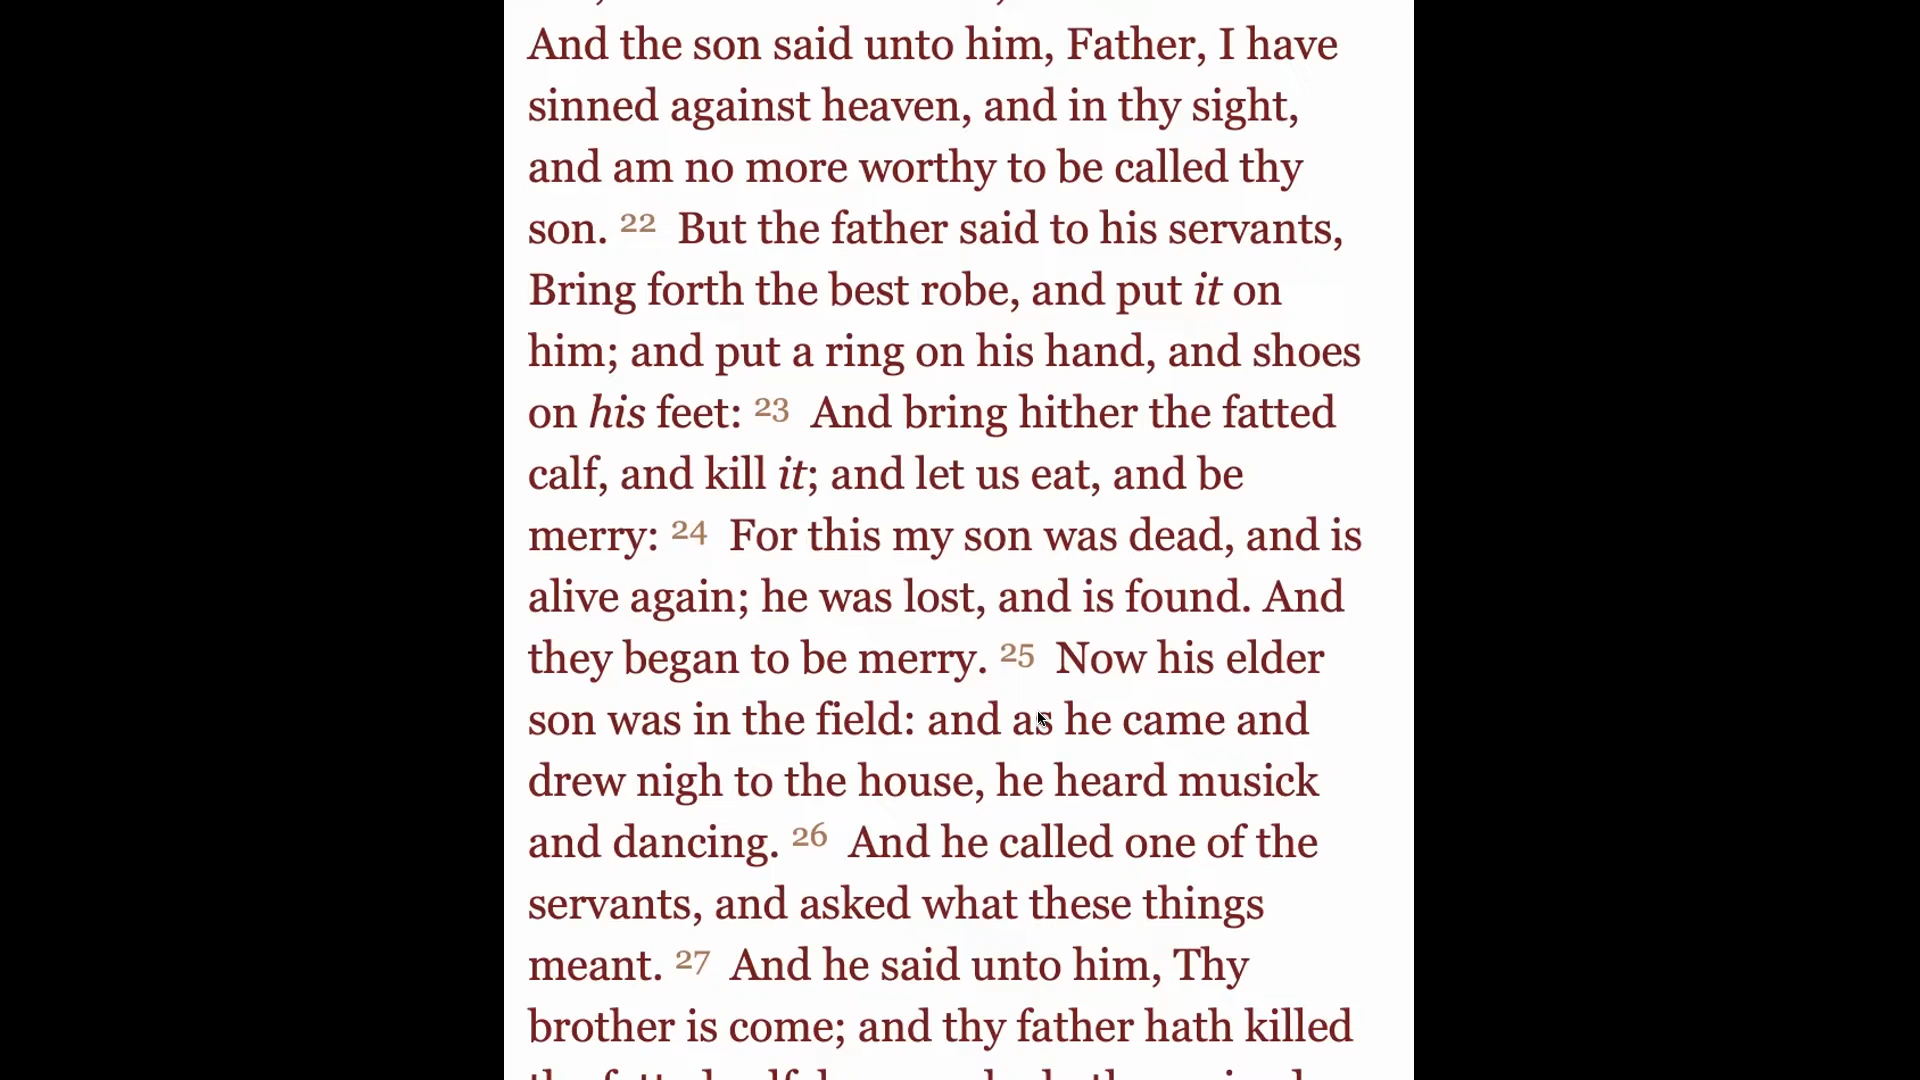 And the son said unto him, Father, I have
sinned against heaven, and in thy sight,
and am no more worthy to be called thy
son. 22 But the father said to his servants,
Bring forth the best robe, and put it on
him; and put a ring on his hand, and shoes
on his feet: 23 And bring hither the fatted
calf, and kill it; and let us eat, and be
merry: 24 For this my son was dead, and is
alive again; he was lost, and is found. And
they began to be merry. 25 Now his elder
son was in the field: and as he came and
drew nigh to the house, he heard musick
and dancing. 26 And he called one of the
servants, and asked what these things
meant. 27 And he said unto him, Thy
brother is come; and thy father hath killed